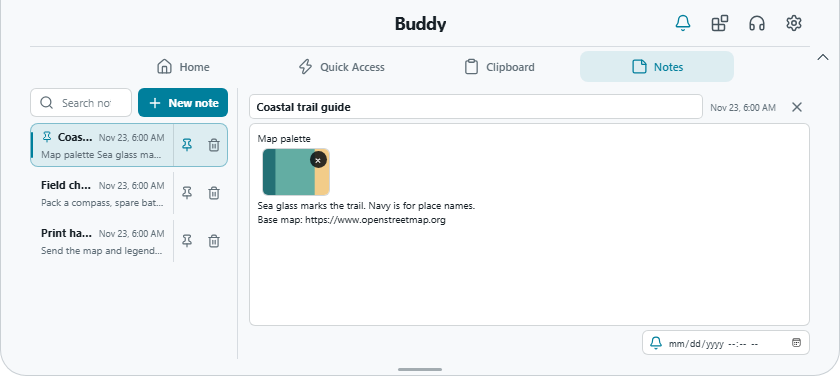 Buddy
Home
Quick Access
Clipboard
Notes
Search no
+ New note
Coas... Nov 23, 6:00 AM
Map palette Sea glass ma...
Field ch... Nov 23, 6:00 AM
Pack a compass, spare bat...
Print ha... Nov 23, 6:00 AM
Send the map and legend...
Coastal trail guide
Nov 23, 6:00 AM
Map palette
Sea glass marks the trail. Navy is for place names.
Base map: https://www.openstreetmap.org
mm/dd/yyyy --:-- --